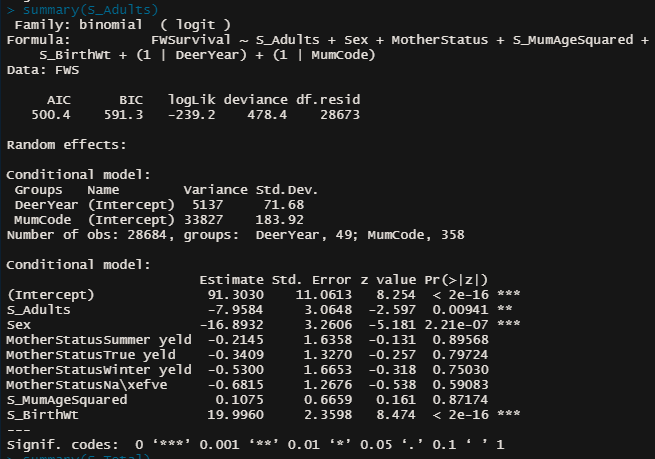 > summary(S_Adults)
Family: binomial ( logit )
Formula: FWSurvival ~ S_Adults + Sex + MotherStatus + S_MumAgeSquared +
S_BirthWt + (1 | DeerYear) + (1 | MumCode)
Data: FWS
AIC BIC logLik deviance df.resid
500.4 591.3 -239.2 478.4 28673
Random effects:
Conditional model:
Groups Name Variance Std.Dev.
DeerYear (Intercept) 5137 71.68
MumCode (Intercept) 33827 183.92
Number of obs: 28684, groups: DeerYear, 49; MumCode, 358
Conditional model:
Estimate Std. Error z value Pr(>|z|)
(Intercept) 91.3030 11.0613 8.254 < 2e-16 ***
S_Adults -7.9584 3.0648 -2.597 0.00941 **
Sex -16.8932 3.2606 -5.181 2.21e-07 ***
MotherStatusSummer yeld -0.2145 1.6358 -0.131 0.89568
MotherStatusTrue yeld -0.3409 1.3270 -0.257 0.79724
MotherStatusWinter yeld -0.5300 1.6653 -0.318 0.75030
MotherStatusNa\xefve -0.6815 1.2676 -0.538 0.59083
S_MumAgeSquared 0.1075 0.6659 0.161 0.87174
S_BirthWt 19.9960 2.3598 8.474 < 2e-16 ***
---
Signif. codes: 0 ‘***’ 0.001 ‘**’ 0.01 ‘*’ 0.05 ‘.’ 0.1 ‘ ’ 1
> summary(S_Total)